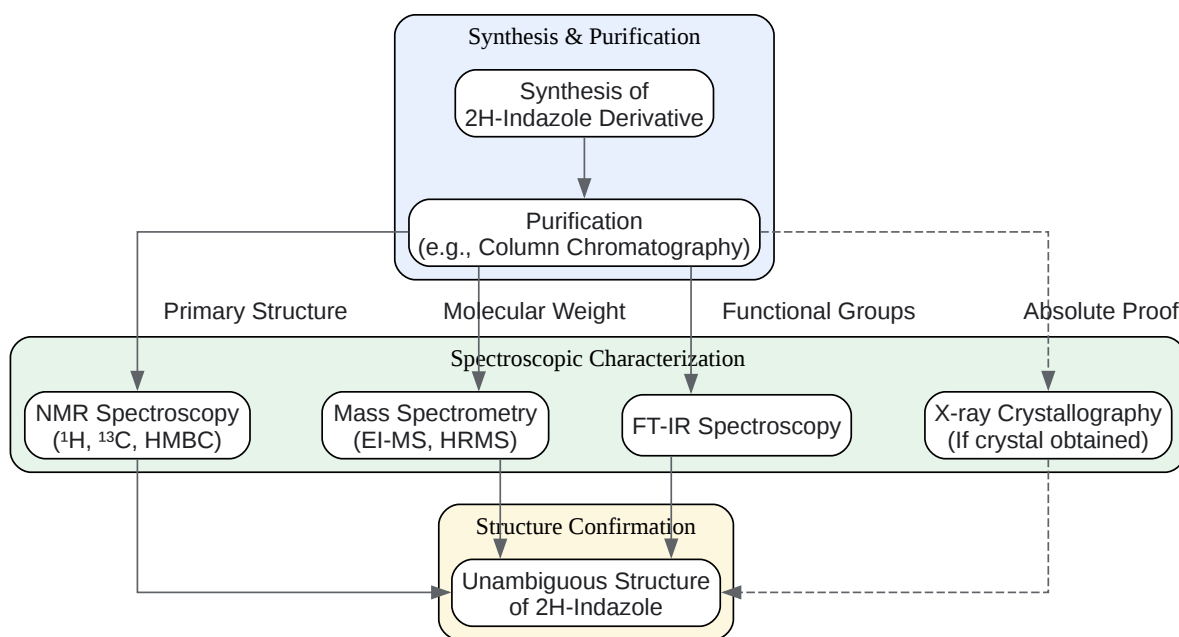 Synthesis & Purification
Synthesis of
2H-Indazole Derivative
Purification
(e.g., Column Chromatography)
Primary Structure
Molecular Weight
Functional Groups
Absolute Proof
Spectroscopic Characterization
NMR Spectroscopy
(¹H, ¹³C, HMBC)
Mass Spectrometry
(EI-MS, HRMS)
FT-IR Spectroscopy
X-ray Crystallography
(If crystal obtained)
Structure Confirmation
Unambiguous Structure
of 2H-Indazole